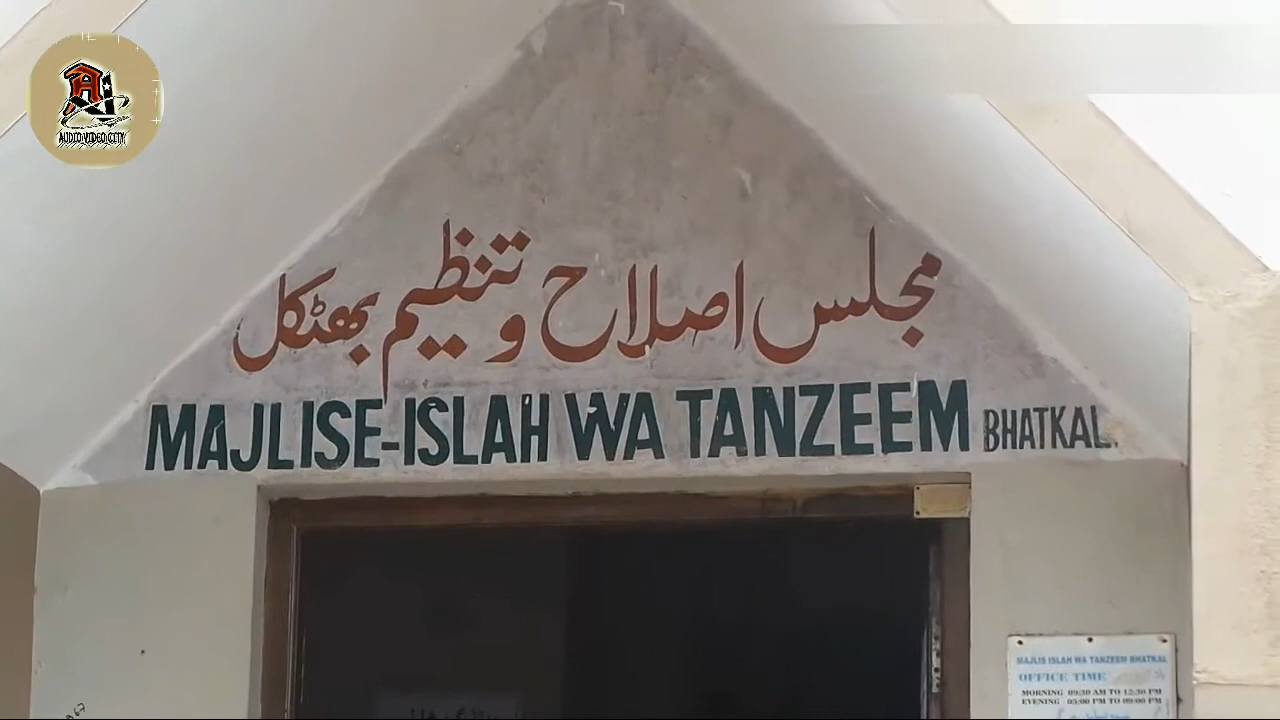 AUDIO VIDEO CITY
مجلس اصلاح و تنظیم بھٹکل
MAJLISE-ISLAH WA TANZEEM BHATKAL.
MAJLIS ISLAH WA TANZEEM BHATKAL
OFFICE TIME
MORNING 09:30 AM TO 12:30 PM
EVENING 05:00 PM TO 09:00 PM